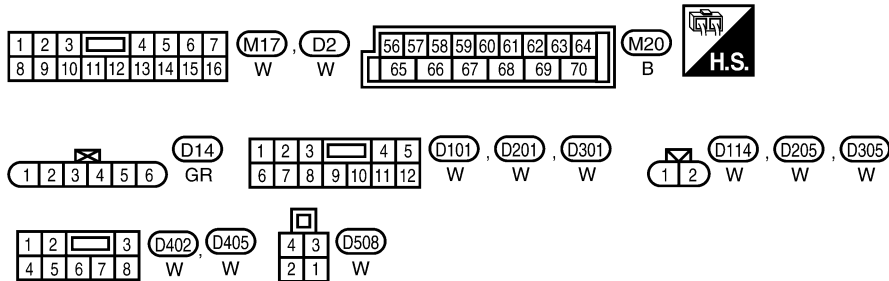 1 2 3 4 5 6 7 M17 , D2 56 57 58 59 60 61 62 63 64 M20
8 9 10 11 12 13 14 15 16 W W 65 66 67 68 69 70 B H.S.
1 2 3 4 5 6 D14 GR
1 2 3 4 5 D101 , D201 , D301
6 7 8 9 10 11 12 W W W
1 2 D114 , D205 , D305
W W W
1 2 3 D402 , D405
4 5 6 7 8 W W
4 3 D508
2 1 W